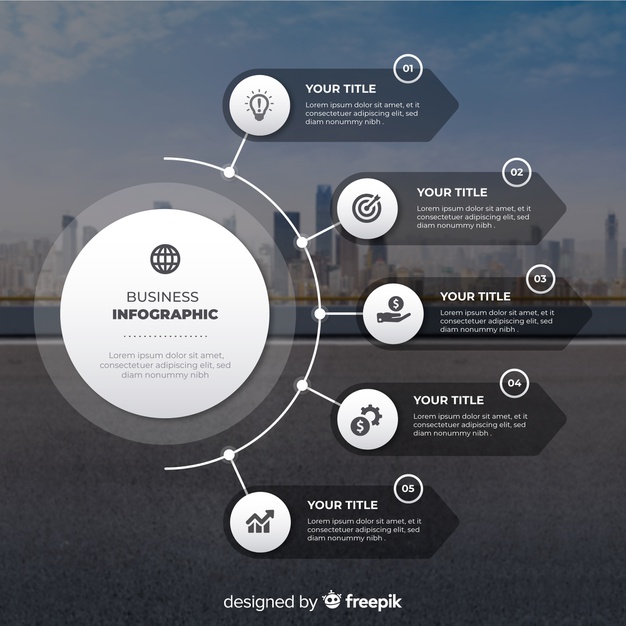 01
YOUR TITLE
Lorem ipsum dolor sit amet, et
consectetuer adipiscing elit, sed
diam nonummy nibh .
02
YOUR TITLE
Lorem ipsum dolor sit amet, et
consectetuer adipiscing elit, sed
diam nonummy nibh .
BUSINESS
INFOGRAPHIC
Lorem ipsum dolor sit amet,
consectetuer adipiscing elit, sed
diam nonummy nibh
03
YOUR TITLE
Lorem ipsum dolor sit amet, et
consectetuer adipiscing elit, sed
diam nonummy nibh .
04
YOUR TITLE
Lorem ipsum dolor sit amet, et
consectetuer adipiscing elit, sed
diam nonummy nibh .
05
YOUR TITLE
Lorem ipsum dolor sit amet, et
consectetuer adipiscing elit, sed
diam nonummy nibh .
designed by freepik